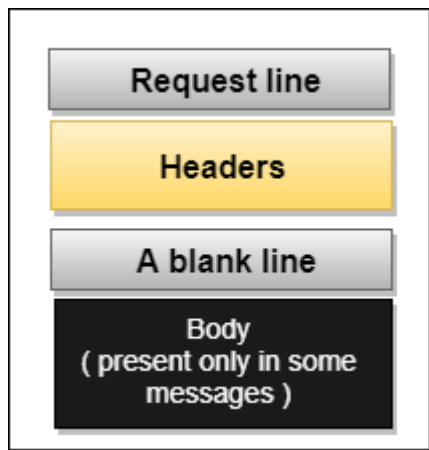 Request line
Headers
A blank line
Body
( present only in some
messages )